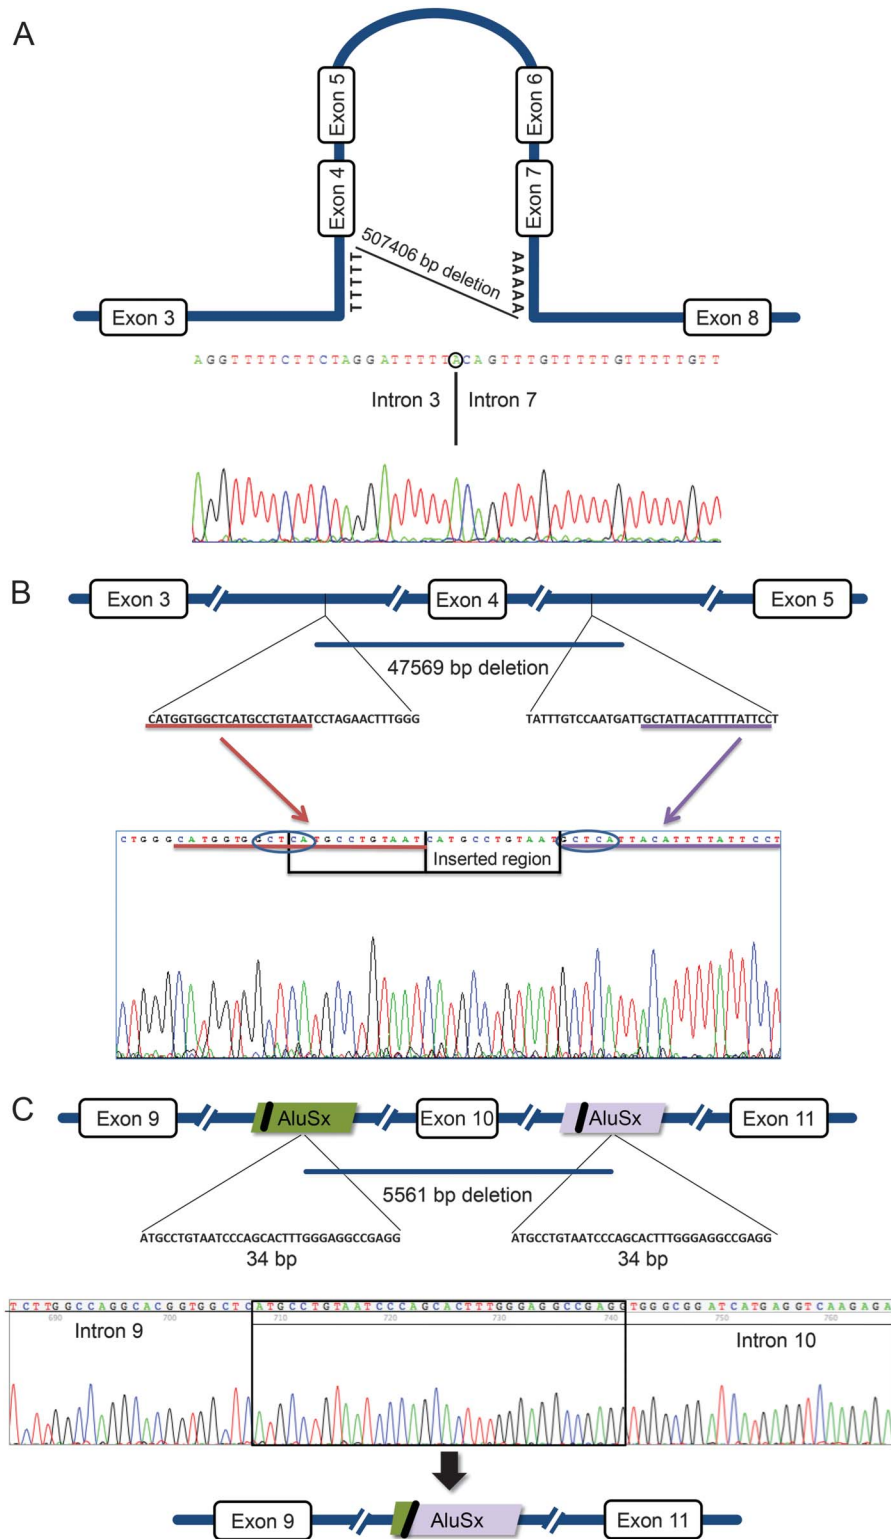 A
Exon 5
Exon 6
Exon 4
Exon 7
TTTTT
507406 bp deletion
AAAAA
Exon 3
Exon 8
AGGTTTTCTTCTAGGATTTTTACAGTTTGTTTTTGTTTTTGTT
Intron 3
Intron 7
B
Exon 3
Exon 4
Exon 5
47569 bp deletion
CATGGTGGCTCATGCCTGTAATCCTAGAACTTTGGG
TATTTGTCCAATGATTGCTATTACATTTTATTCCT
CTGGGCATGGTGGCTCATGCCTGTAATCATGCCTGTAATGCTCATTACATTTTATTCCT
Inserted region
C
Exon 9
AluSx
Exon 10
AluSx
Exon 11
5561 bp deletion
ATGCCTGTAATCCCAGCACTTTGGGAGGCCGAGG
ATGCCTGTAATCCCAGCACTTTGGGAGGCCGAGG
34 bp
34 bp
TCTTGGCCAGGCACGGTGGCTCATGCCTGTAATCCCAGCACTTTGGGAGGCCGAGGTGGGCGGATCATGAGGTCAAGAGA
690 700 710 720 730 740 750 760
Intron 9
Intron 10
Exon 9
AluSx
Exon 11